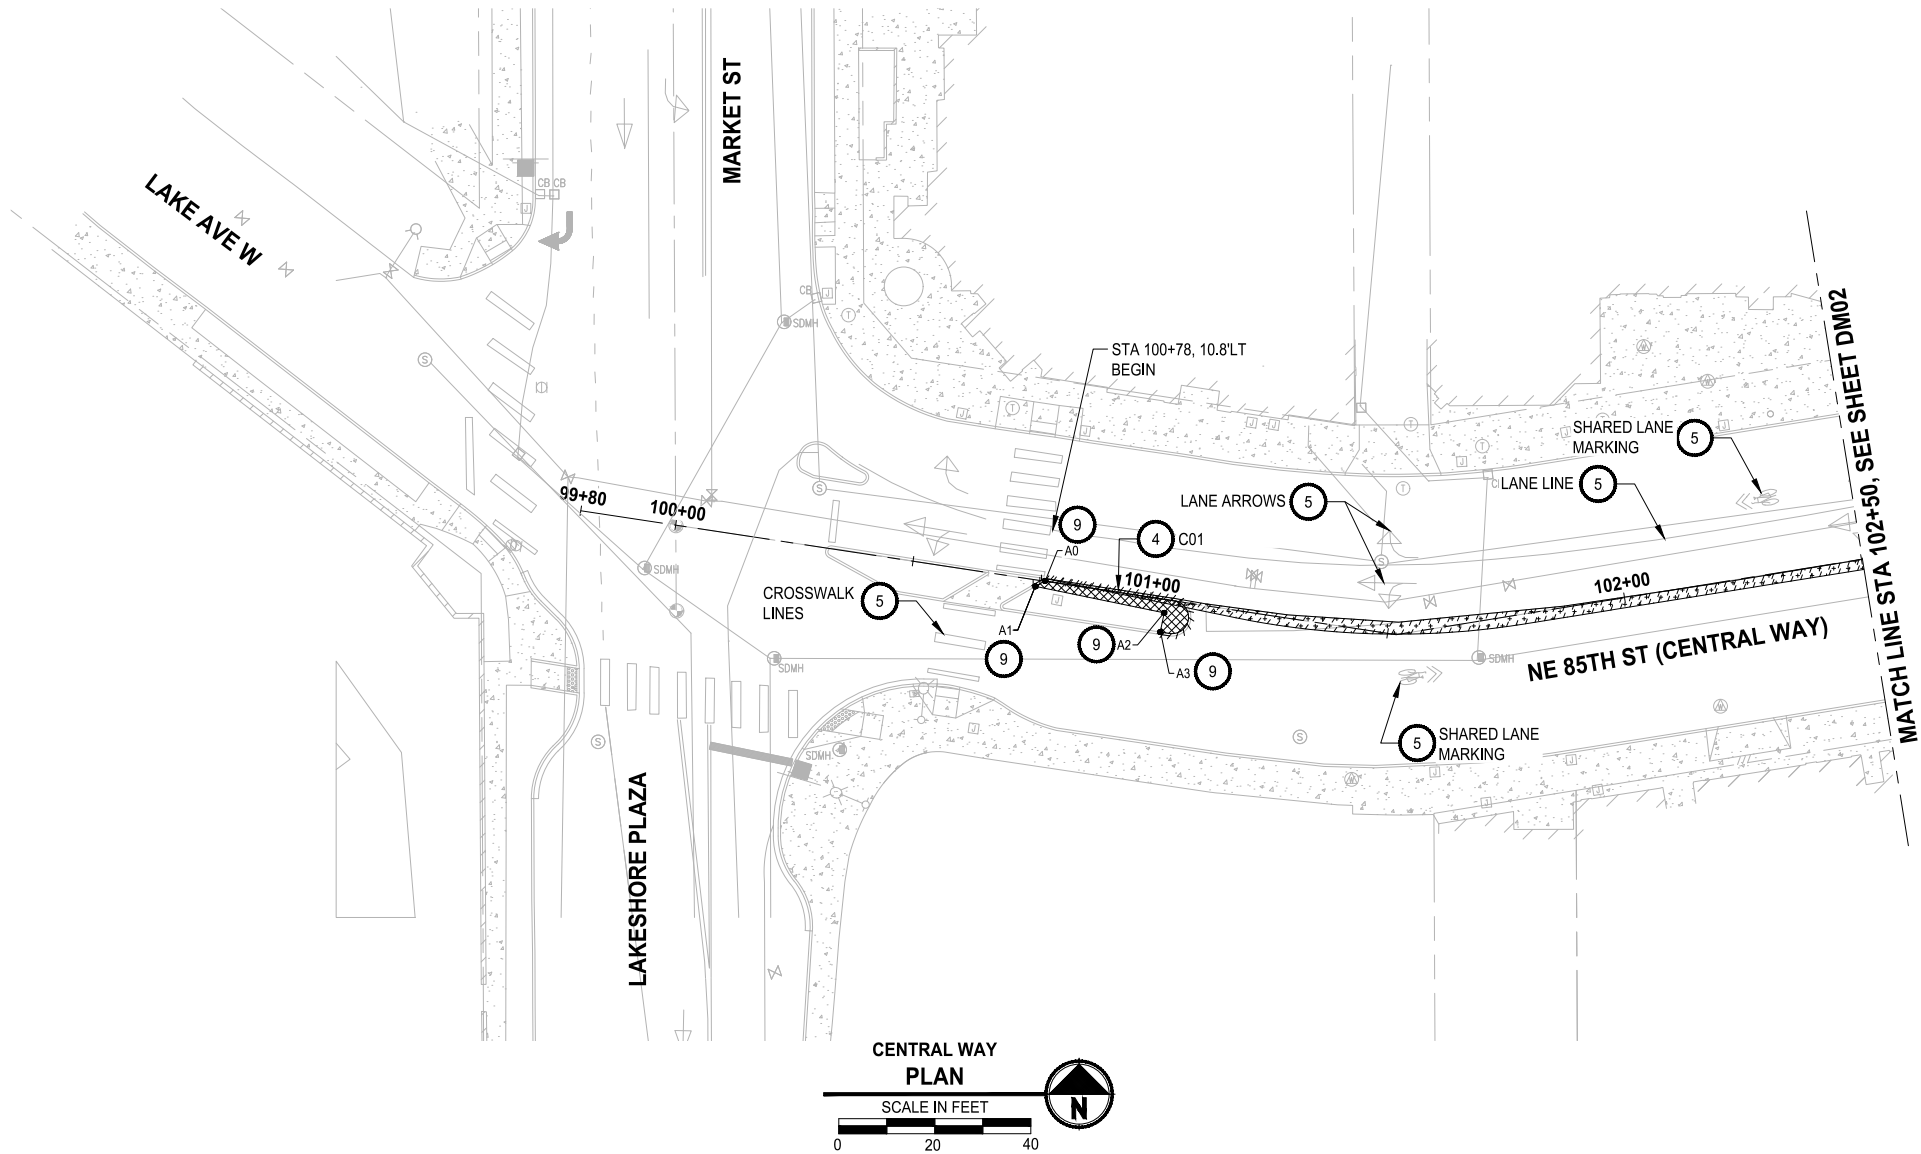 MARKET ST
LAKE AVE W
CB CB
J
CB J
SDMH
T
S
STA 100+78, 10.8'LT
BEGIN
T
J
J
J J
T
T
J
J
SHARED LANE
MARKING
5
J
LANE LINE
5
LANE ARROWS
5
T
S
99+80
100+00
9
4
C01
A0
S
101+00
102+00
SDMH
CROSSWALK
LINES
5
J
A1
9
9
A2
A3
9
SDMH
SDMH
NE 85TH ST (CENTRAL WAY)
MATCH LINE STA 102+50, SEE SHEET DM02
S
SDMH
J
S
5
SHARED LANE
MARKING
J
J
J
J
LAKESHORE PLAZA
CENTRAL WAY
PLAN
SCALE IN FEET
0 20 40
N